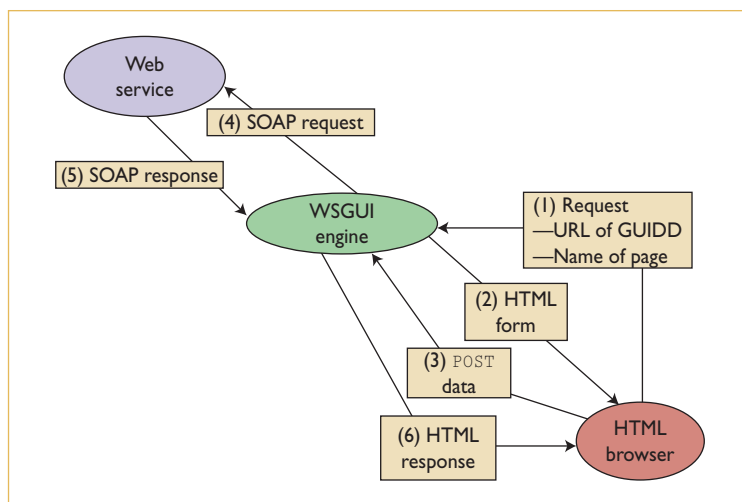 Web
service
(4) SOAP request
(5) SOAP response
WSGUI
engine
(1) Request
—URL of GUIDD
—Name of page
(2) HTML
form
(3) POST
data
(6) HTML
response
HTML
browser